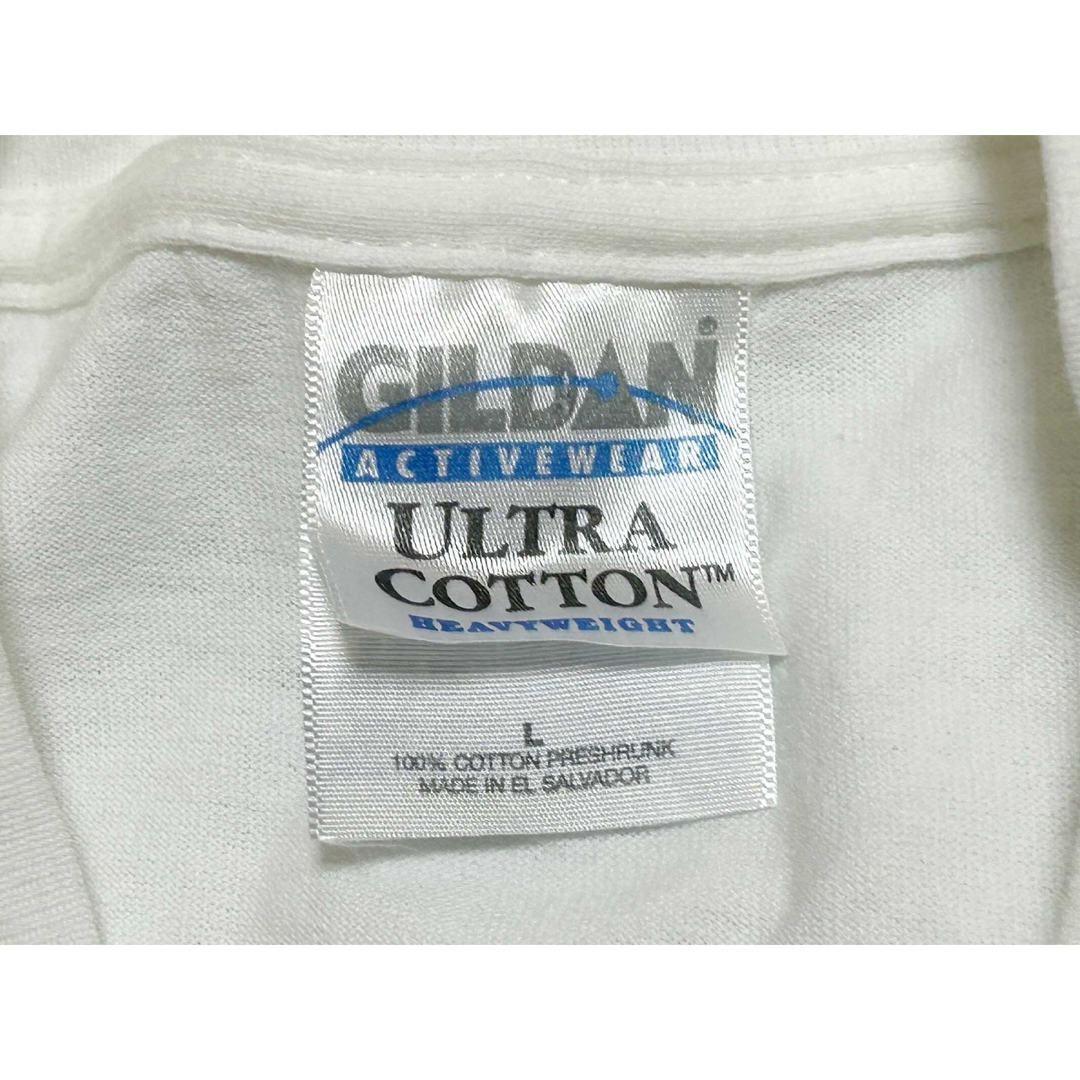 GILDAN®
ACTIVEWEAR
ULTRA
COTTON™
HEAVYWEIGHT
L
100% COTTON PRESHRUNK
MADE IN EL SALVADOR